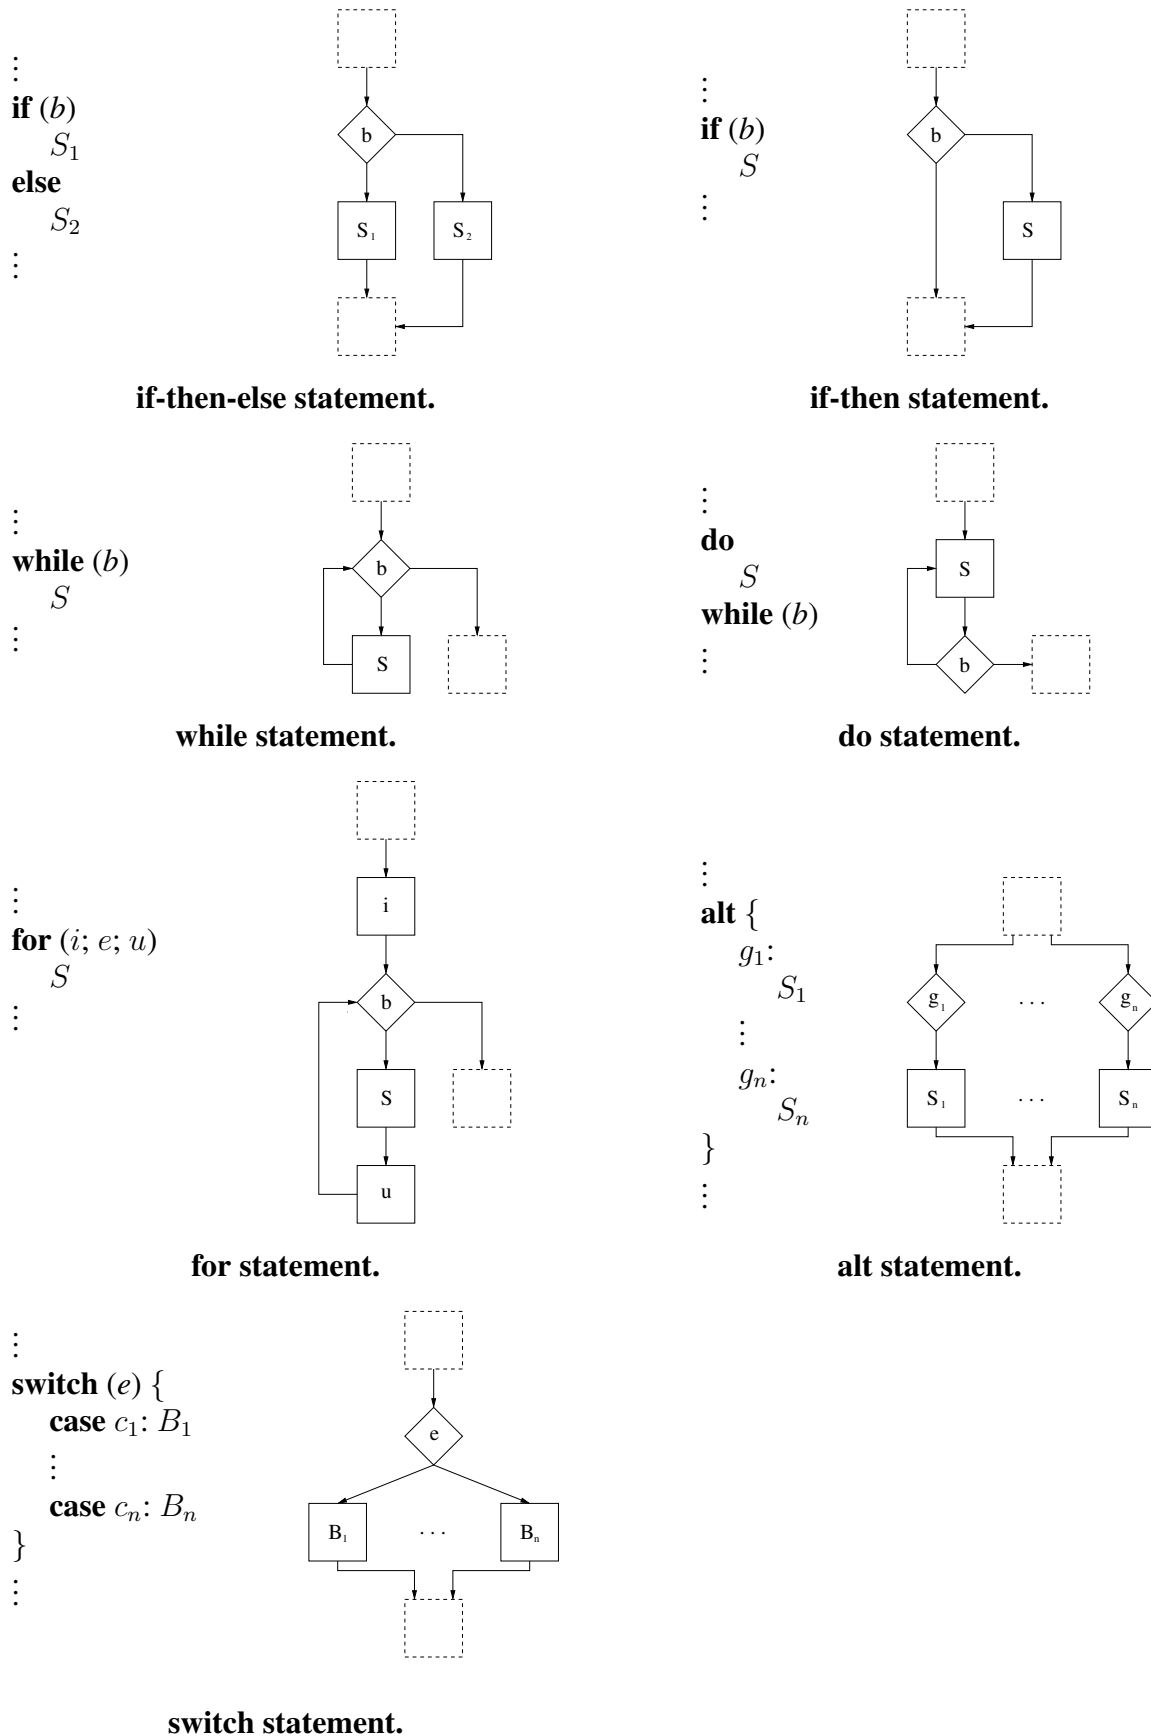 ⋮
if (b)
S₁
else
S₂
⋮
b
S₁ S₂
if-then-else statement.
⋮
if (b)
S
⋮
b
S
if-then statement.
⋮
while (b)
S
⋮
b
S
while statement.
⋮
do
S
while (b)
⋮
S
b
do statement.
⋮
for (i; e; u)
S
⋮
i
b
S
u
for statement.
⋮
alt {
g₁:
S₁
⋮
gₙ:
Sₙ
}
⋮
g₁ ... gₙ
S₁ ... Sₙ
alt statement.
⋮
switch (e) {
case c₁: B₁
⋮
case cₙ: Bₙ
}
⋮
e
B₁ ... Bₙ
switch statement.